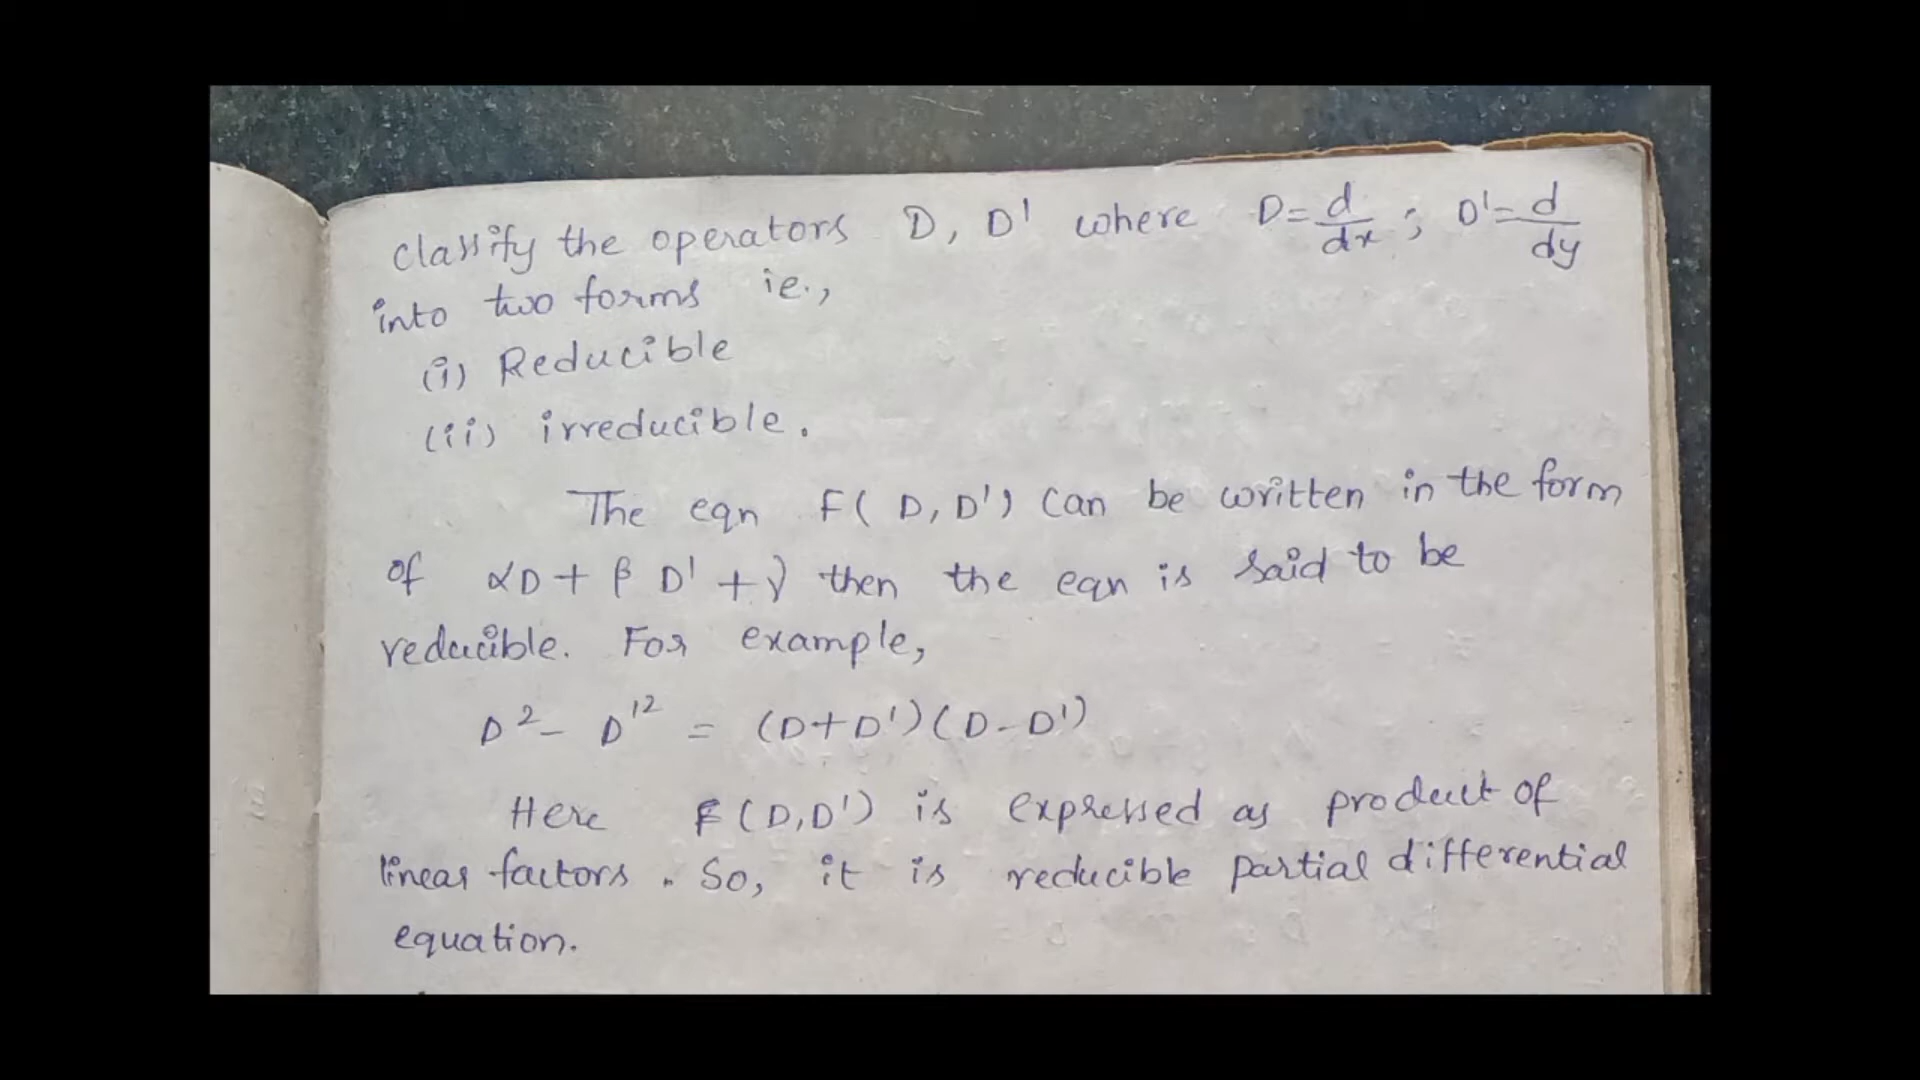 classify the operators D, D' where D = d/dx ; D' = d/dy
into two forms ie.,
(i) Reducible
(ii) irreducible.
The eqn F( D, D') Can be written in the form
of αD + β D' + γ then the eqn is said to be
reducible. For example,
D² - D'² = (D+D')(D-D')
Here F(D,D') is expressed as product of
linear factors. So, it is reducible partial differential
equation.